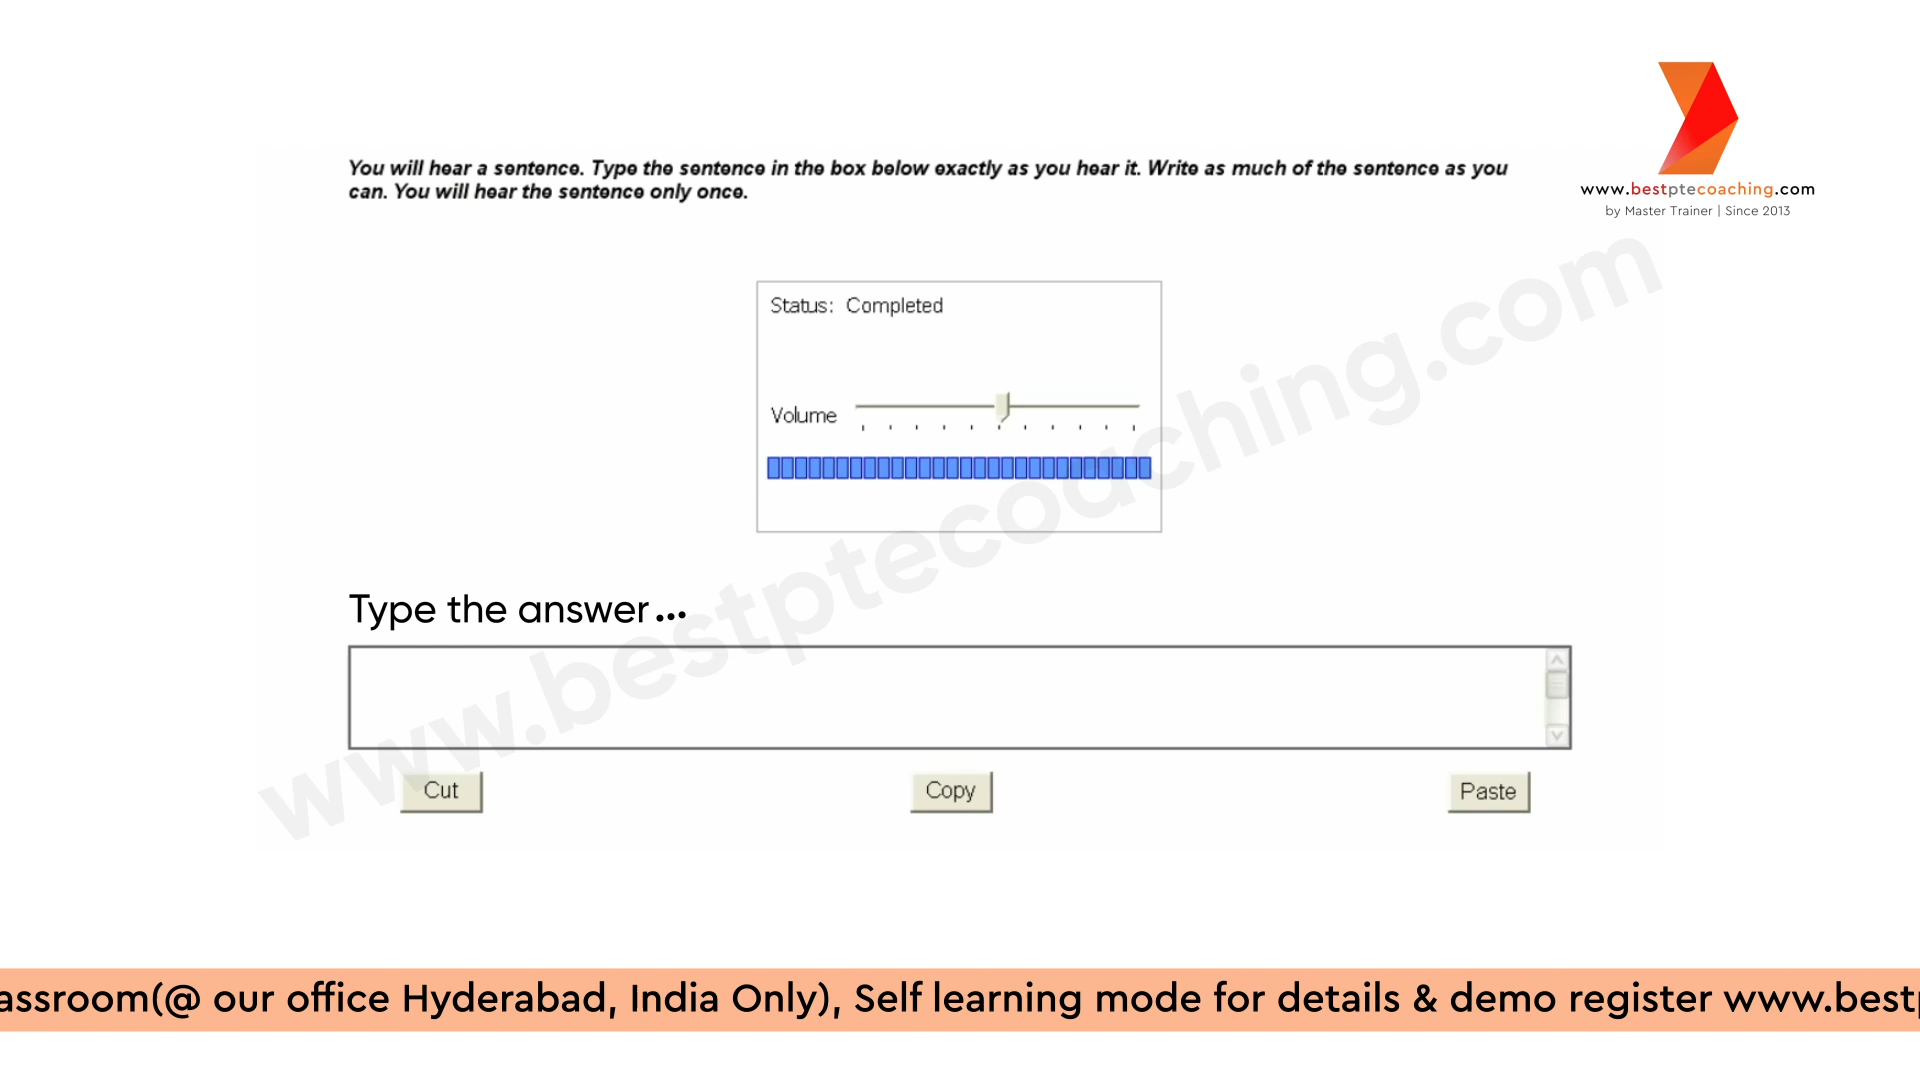 You will hear a sentence. Type the sentence in the box below exactly as you hear it. Write as much of the sentence as you
can. You will hear the sentence only once.
www.bestptecoaching.com
by Master Trainer | Since 2013
Status: Completed
Volume
www.bestptecoaching.com
Type the answer...
Cut
Copy
Paste
assroom(@ our office Hyderabad, India Only), Self learning mode for details & demo register www.best